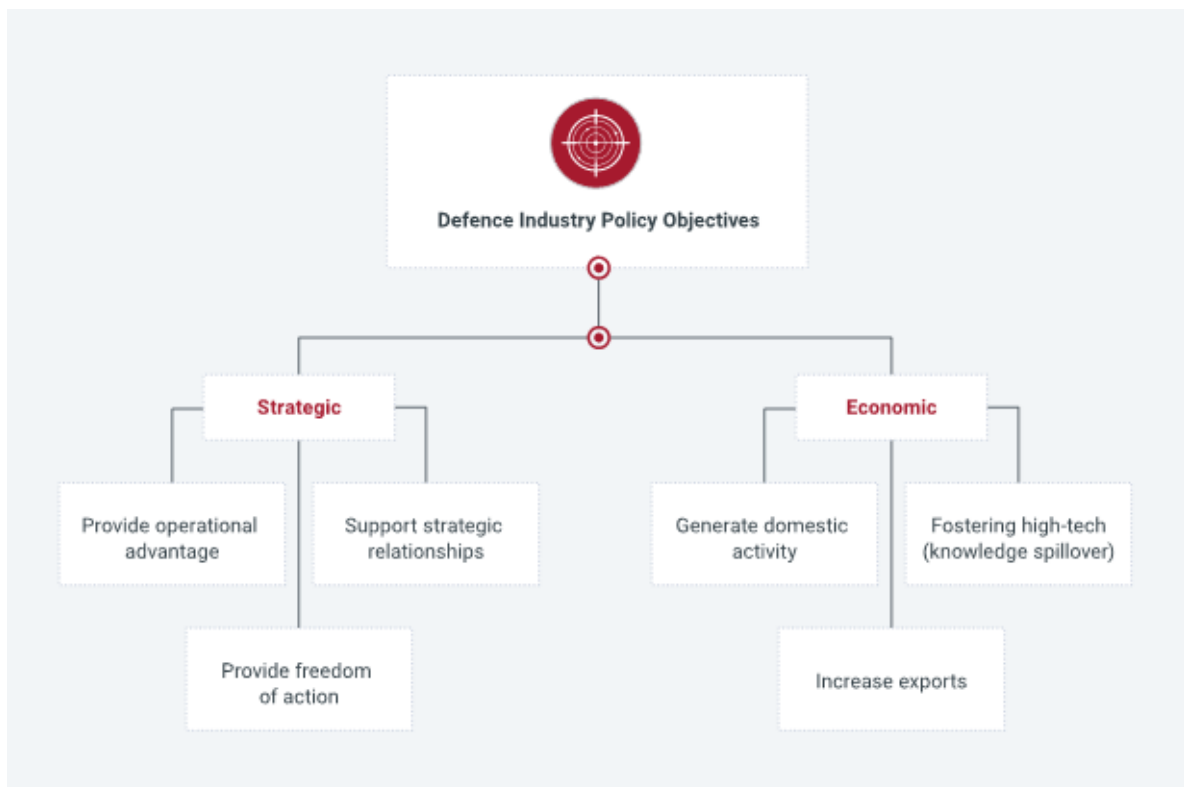 Defence Industry Policy Objectives
Strategic
Economic
Provide operational
advantage
Support strategic
relationships
Generate domestic
activity
Fostering high-tech
(knowledge spillover)
Provide freedom
of action
Increase exports